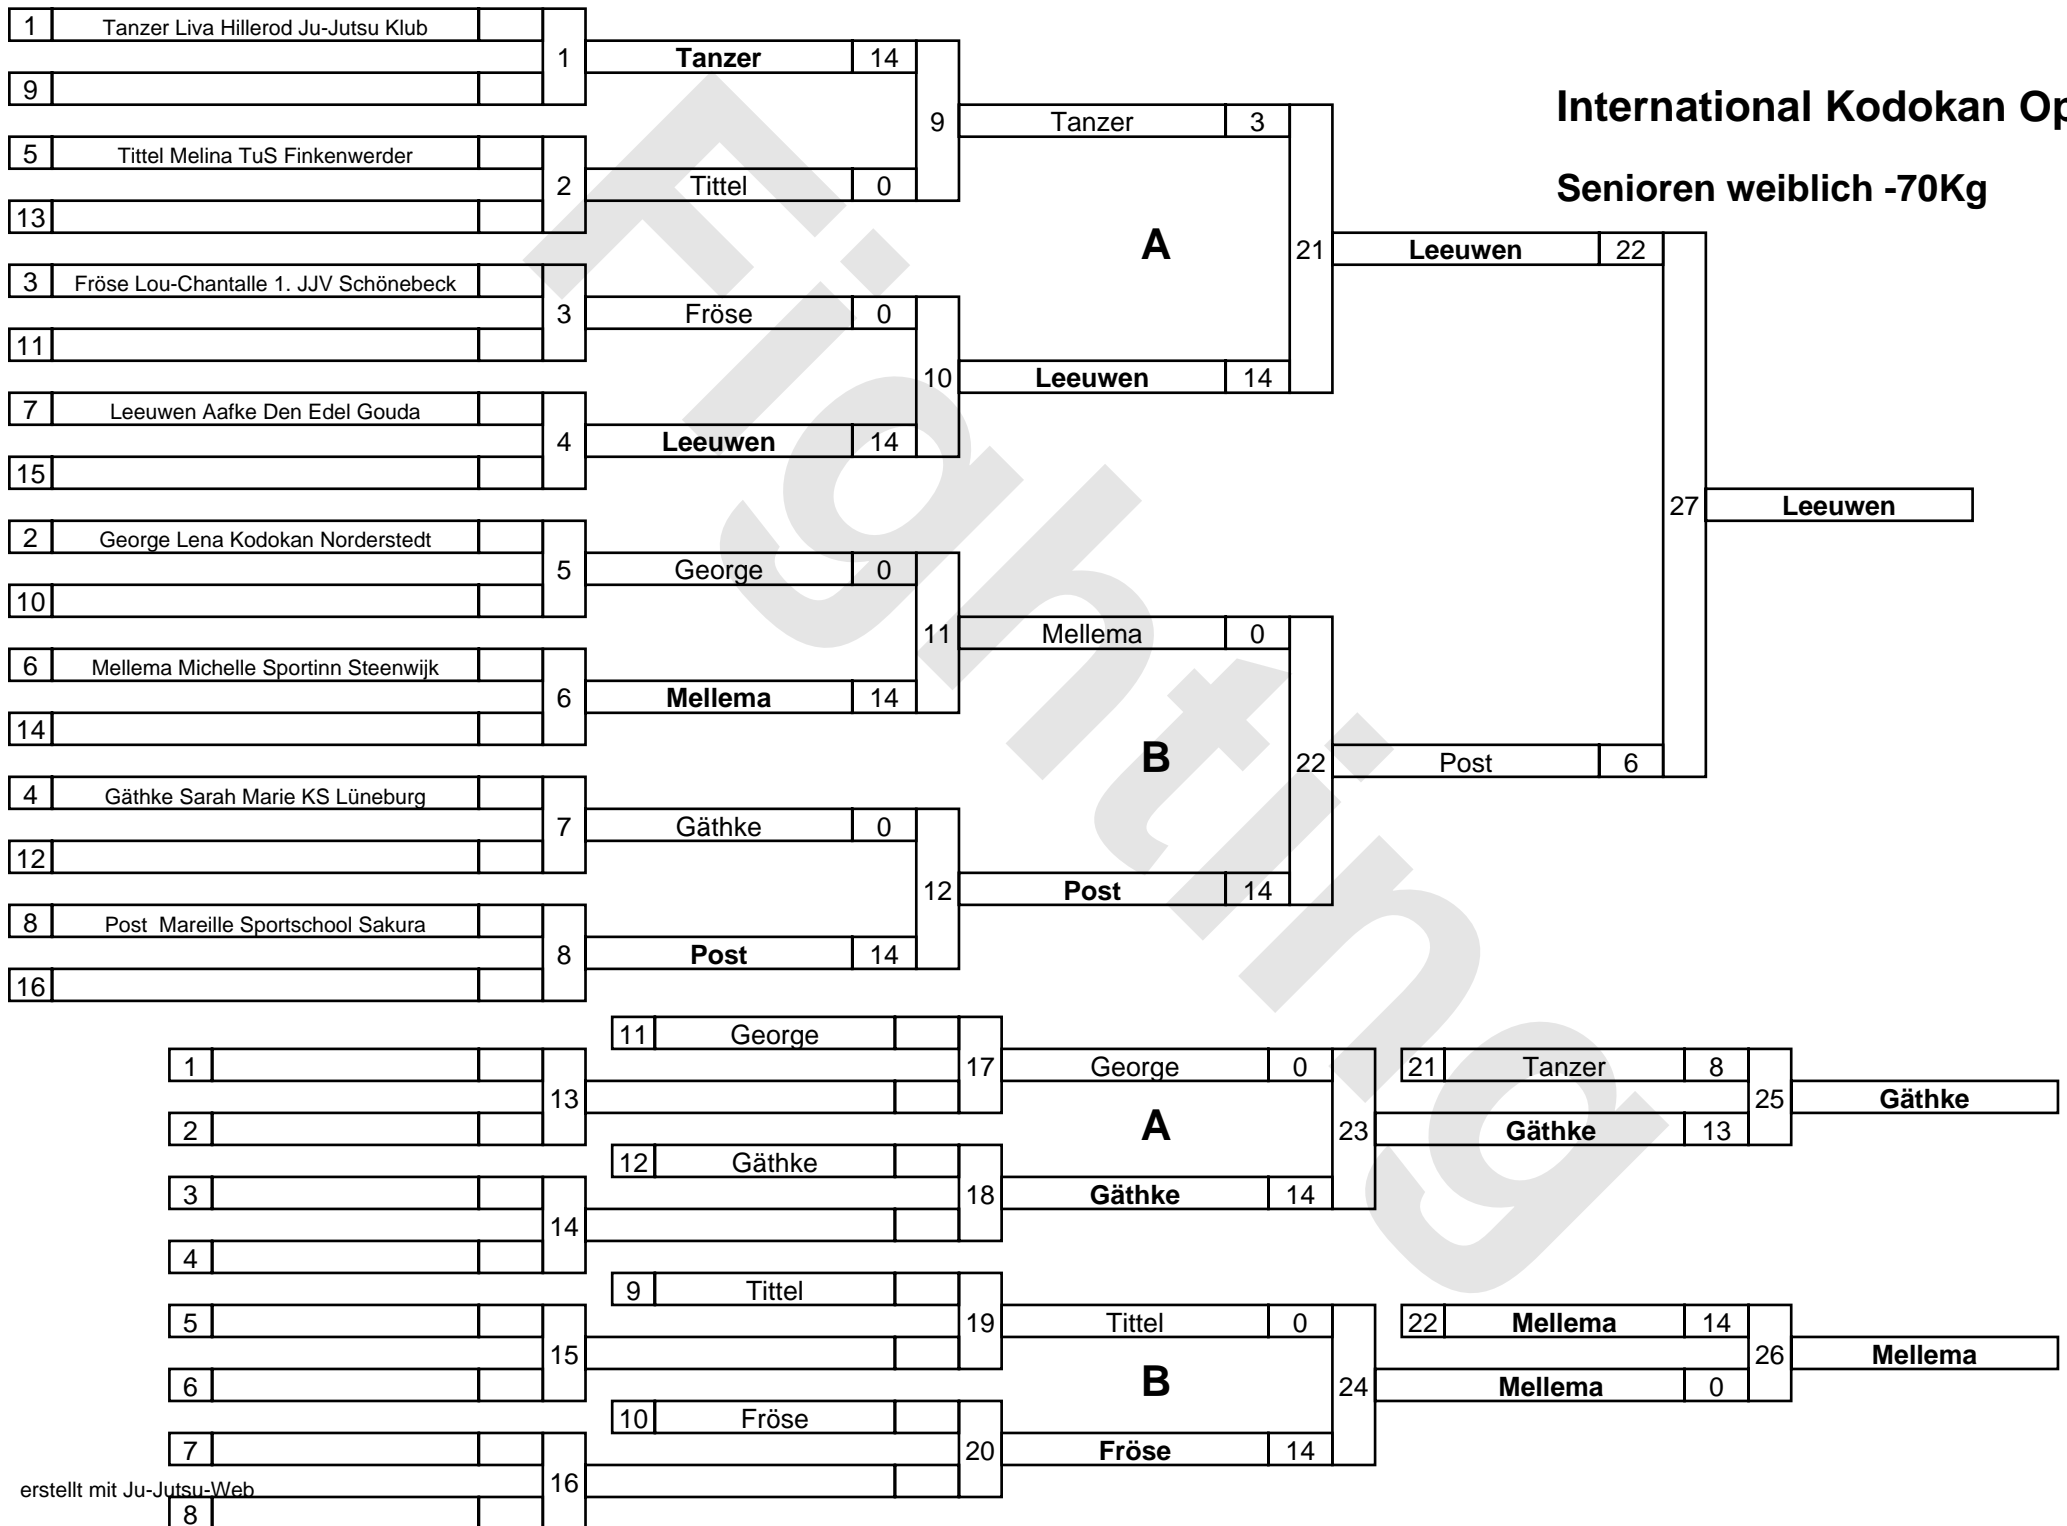 International Kodokan Op
Senioren weiblich -70Kg
1 Tanzer Liva Hillerod Ju-Jutsu Klub
1 Tanzer 14
9
9 Tanzer 3
5 Tittel Melina TuS Finkenwerder
2 Tittel 0
13
A
21 Leeuwen 22
3 Fröse Lou-Chantalle 1. JJV Schönebeck
3 Fröse 0
11
10 Leeuwen 14
7 Leeuwen Aafke Den Edel Gouda
4 Leeuwen 14
15
27 Leeuwen
2 George Lena Kodokan Norderstedt
5 George 0
10
11 Mellema 0
6 Mellema Michelle Sportinn Steenwijk
6 Mellema 14
14
B
22 Post 6
4 Gäthke Sarah Marie KS Lüneburg
7 Gäthke 0
12
12 Post 14
8 Post Mareille Sportschool Sakura
8 Post 14
16
11 George
1
17 George 0
21 Tanzer 8
13
25 Gäthke
2
A
23 Gäthke 13
12 Gäthke
3
18 Gäthke 14
14
4
9 Tittel
5
19 Tittel 0
22 Mellema 14
15
26 Mellema
6
B
24 Mellema 0
10 Fröse
7
20 Fröse 14
16
erstellt mit Ju-Jutsu-Web
8
Fighting